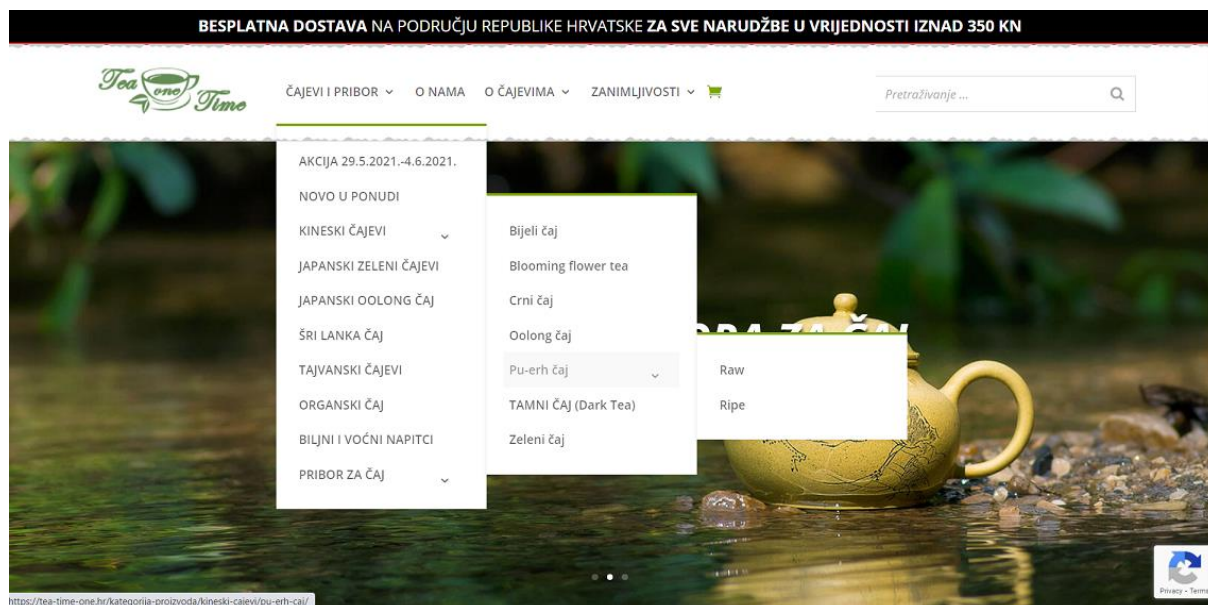 BESPLATNA DOSTAVA NA PODRUČJU REPUBLIKE HRVATSKE ZA SVE NARUDŽBE U VRIJEDNOSTI IZNAD 350 KN
Tea one Time
ČAJEVI I PRIBOR O NAMA O ČAJEVIMA ZANIMLJIVOSTI
Pretraživanje ...
AKCIJA 29.5.2021.-4.6.2021.
NOVO U PONUDI
KINESKI ČAJEVI
JAPANSKI ZELENI ČAJEVI
JAPANSKI OOLONG ČAJ
ŠRI LANKA ČAJ
TAJVANSKI ČAJEVI
ORGANSKI ČAJ
BILJNI I VOĆNI NAPITCI
PRIBOR ZA ČAJ
Bijeli čaj
Blooming flower tea
Crni čaj
Oolong čaj
Pu-erh čaj
TAMNI ČAJ (Dark Tea)
Zeleni čaj
Raw
Ripe
ZA ČAJ
Privacy - Terms
https://tea-time-one.hr/kategorija-proizvoda/kineski-cajevi/pu-erh-caj/